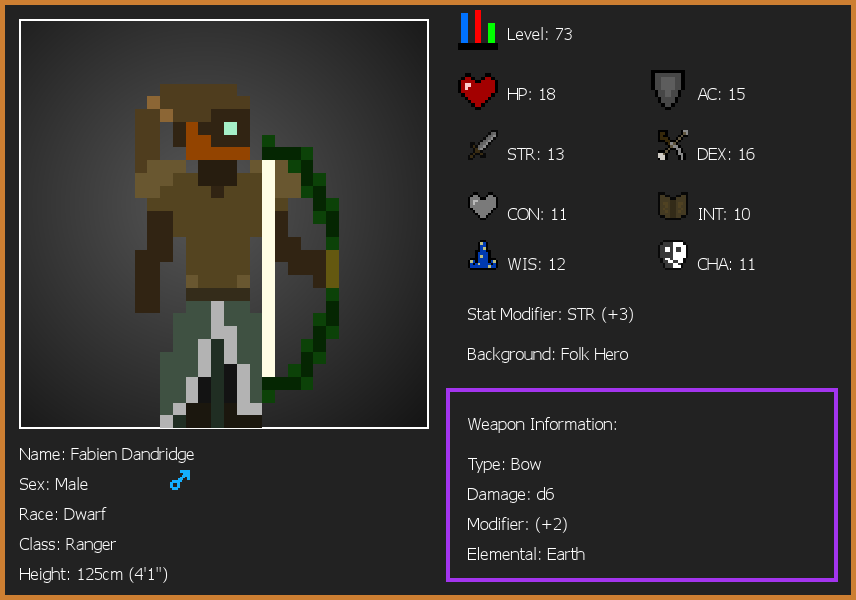 Level: 73
HP: 18
AC: 15
STR: 13
DEX: 16
CON: 11
INT: 10
WIS: 12
CHA: 11
Stat Modifier: STR (+3)
Background: Folk Hero
Weapon Information:
Type: Bow
Damage: d6
Modifier: (+2)
Elemental: Earth
Name: Fabien Dandridge
Sex: Male
Race: Dwarf
Class: Ranger
Height: 125cm (4'1")